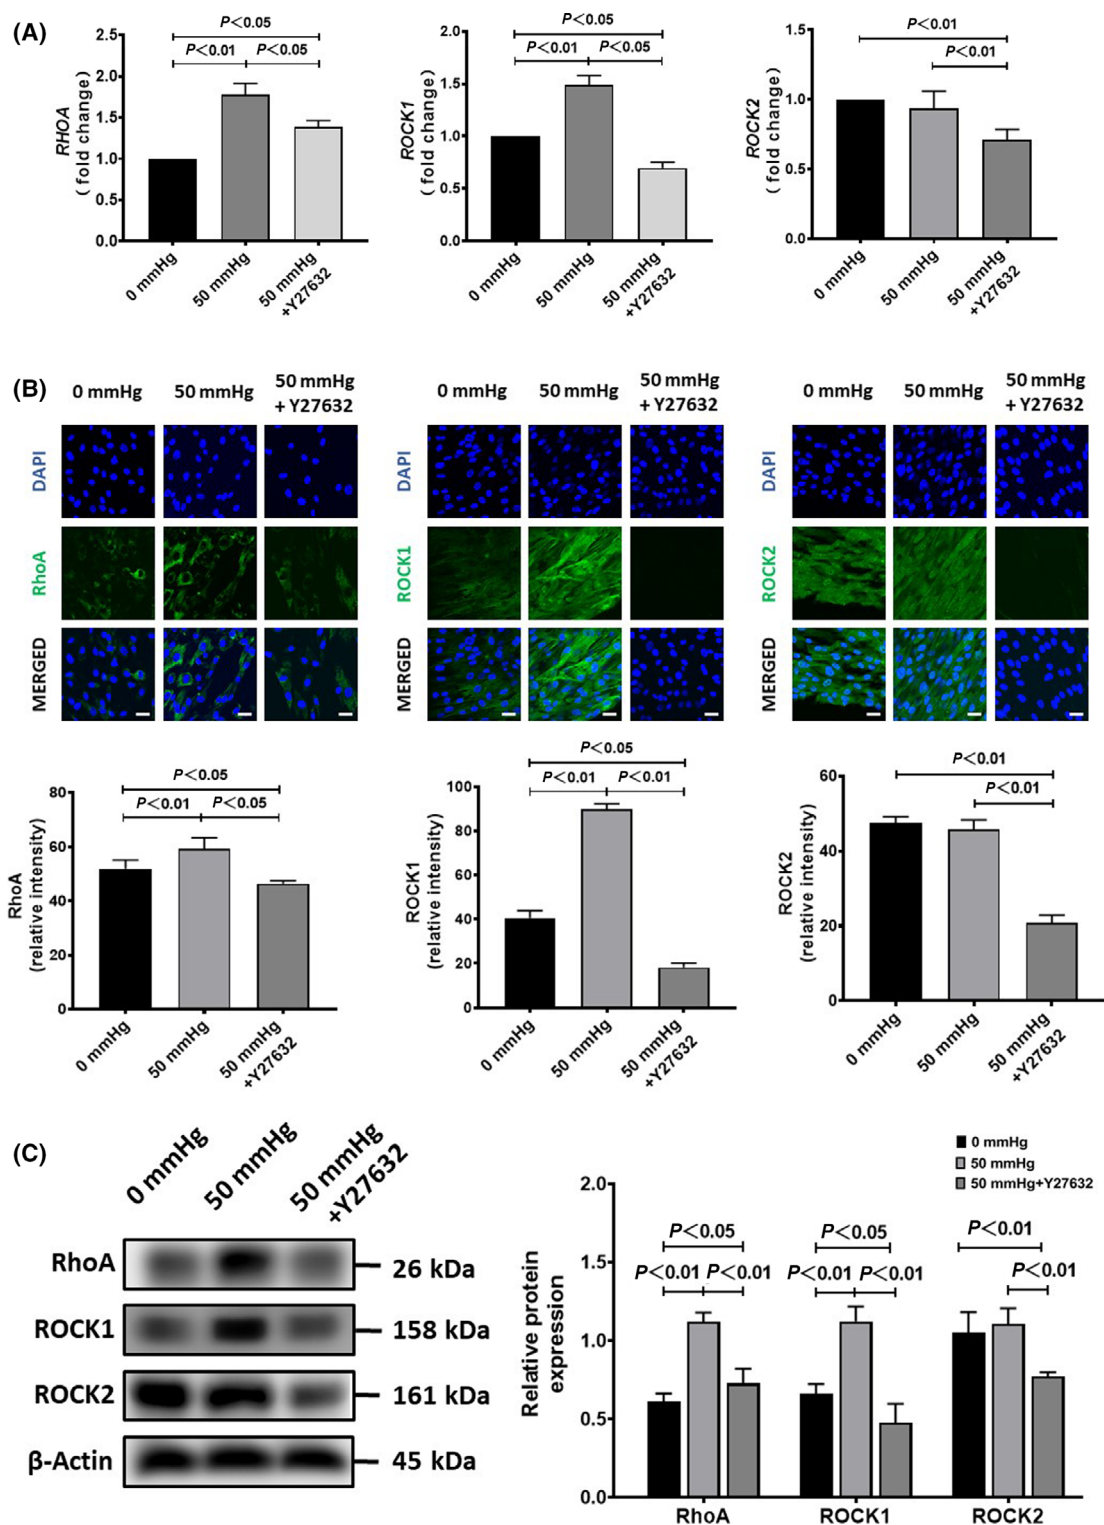 (A)
P<0.05
P<0.01 P<0.05
RHOA
( fold change)
2.5
2.0
1.5
1.0
0.5
0.0
0 mmHg
50 mmHg
50 mmHg
+Y27632
P<0.05
P<0.01 P<0.05
ROCK1
( fold change)
2.0
1.5
1.0
0.5
0.0
0 mmHg
50 mmHg
50 mmHg
+Y27632
P<0.01
P<0.01
ROCK2
( fold change)
1.5
1.0
0.5
0.0
0 mmHg
50 mmHg
50 mmHg
+Y27632
(B)
0 mmHg 50 mmHg 50 mmHg
+ Y27632
DAPI
RhoA
MERGED
0 mmHg 50 mmHg 50 mmHg
+ Y27632
DAPI
ROCK1
MERGED
0 mmHg 50 mmHg 50 mmHg
+ Y27632
DAPI
ROCK2
MERGED
P<0.05
P<0.01 P<0.05
RhoA
(relative intensity)
80
60
40
20
0
0 mmHg
50 mmHg
50 mmHg
+Y27632
P<0.05
P<0.01 P<0.01
ROCK1
(relative intensity)
100
80
60
40
20
0
0 mmHg
50 mmHg
50 mmHg
+Y27632
P<0.01
P<0.01
ROCK2
(relative intensity)
60
40
20
0
0 mmHg
50 mmHg
50 mmHg
+Y27632
(C)
0 mmHg
50 mmHg
50 mmHg
+Y27632
RhoA 26 kDa
ROCK1 158 kDa
ROCK2 161 kDa
β-Actin 45 kDa
0 mmHg
50 mmHg
50 mmHg+Y27632
Relative protein
expression
2.0
1.5
1.0
0.5
0.0
P<0.05
P<0.01 P<0.01
P<0.05
P<0.01 P<0.01
P<0.01
P<0.01
RhoA ROCK1 ROCK2